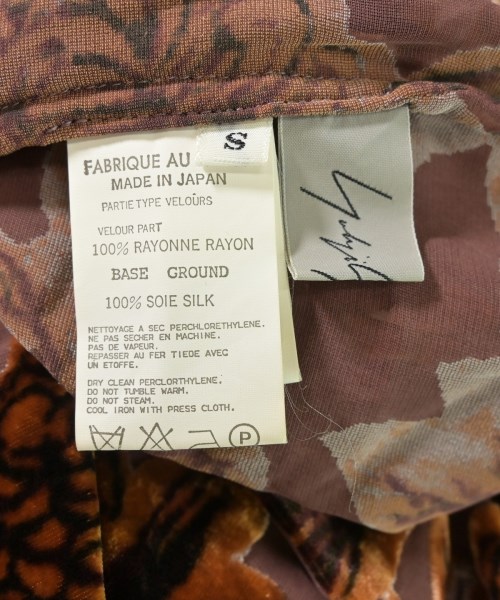 S
FABRIQUE AU
MADE IN JAPAN
PARTIE TYPE VELOURS
VELOUR PART
100% RAYONNE RAYON
BASE GROUND
100% SOIE SILK
NETTOYAGE A SEC PERCHLORETHYLENE.
NE PAS SECHER EN MACHINE.
PAS DE VAPEUR.
REPASSER AU FER TIEDE AVEC
UN ETOFFE.
DRY CLEAN PERCLORTHYLENE.
DO NOT TUMBLE WARM.
DO NOT STEAM.
COOL IRON WITH PRESS CLOTH.
P